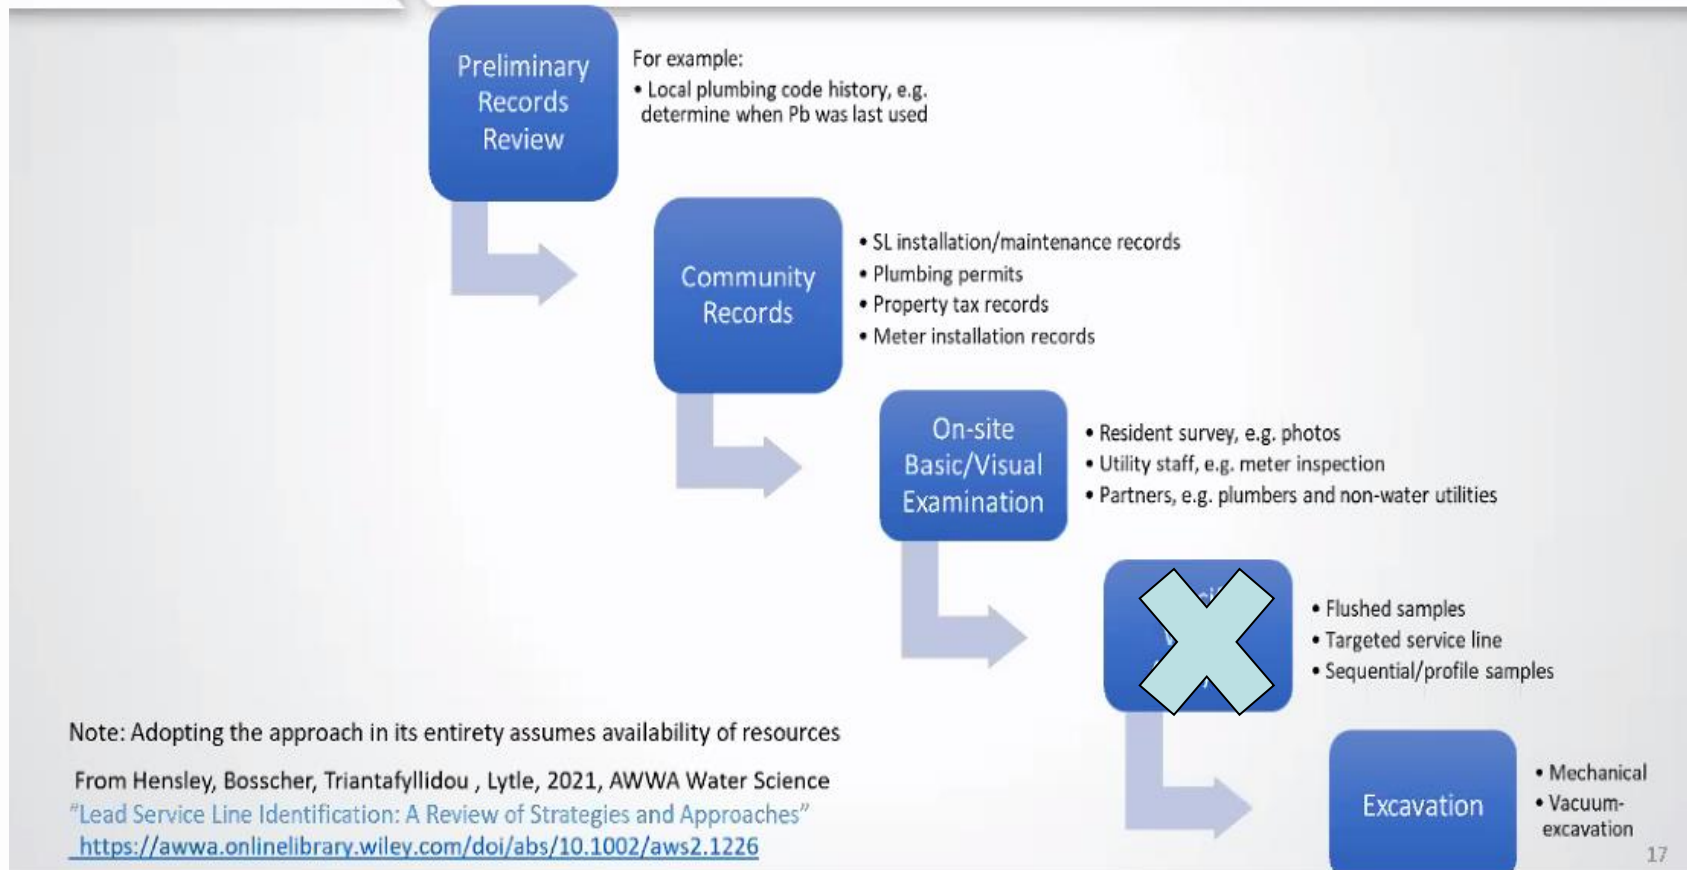 Preliminary
Records
Review
For example:
• Local plumbing code history, e.g.
determine when Pb was last used
Community
Records
• SL installation/maintenance records
• Plumbing permits
• Property tax records
• Meter installation records
On-site
Basic/Visual
Examination
• Resident survey, e.g. photos
• Utility staff, e.g. meter inspection
• Partners, e.g. plumbers and non-water utilities
• Flushed samples
• Targeted service line
• Sequential/profile samples
Excavation
• Mechanical
• Vacuum-
excavation
Note: Adopting the approach in its entirety assumes availability of resources
From Hensley, Bosscher, Triantafyllidou , Lytle, 2021, AWWA Water Science
"Lead Service Line Identification: A Review of Strategies and Approaches"
https://awwa.onlinelibrary.wiley.com/doi/abs/10.1002/aws2.1226
17